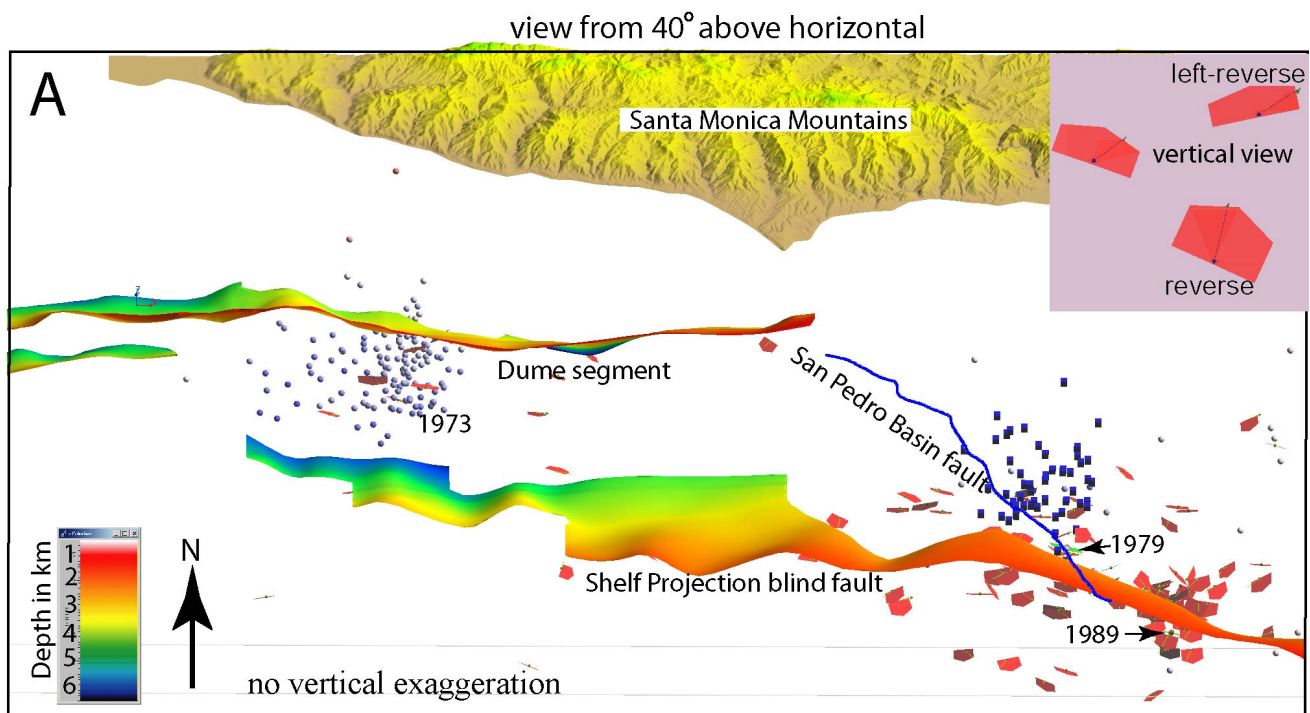 view from 40° above horizontal
A
left-reverse
Santa Monica Mountains
vertical view
reverse
Dume segment
San Pedro Basin fault
1973
1979
Shelf Projection blind fault
1989
N
Depth in km
1
2
3
4
5
6
no vertical exaggeration